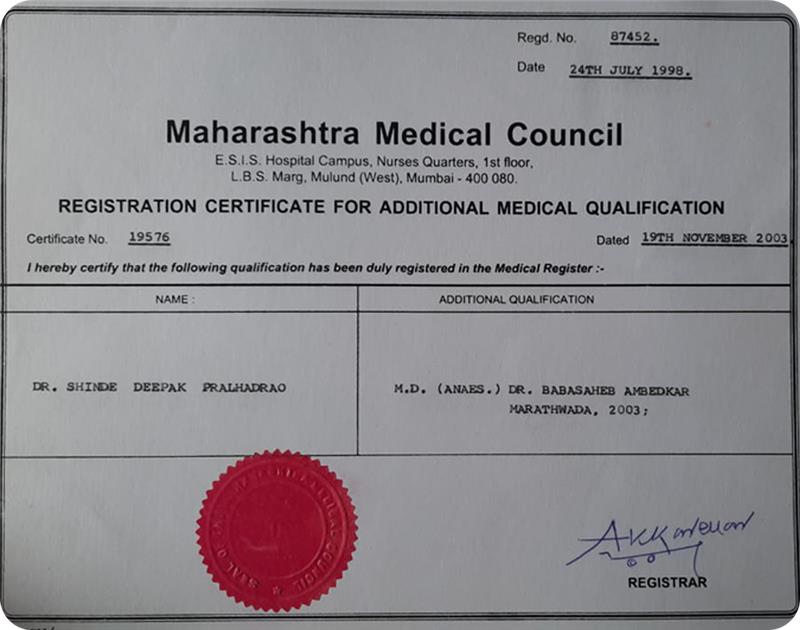 Regd. No. 87452.
Date 24TH JULY 1998.
Maharashtra Medical Council
E.S.I.S. Hospital Campus, Nurses Quarters, 1st floor,
L.B.S. Marg, Mulund (West), Mumbai - 400 080.
REGISTRATION CERTIFICATE FOR ADDITIONAL MEDICAL QUALIFICATION
Certificate No. 19576 Dated 19TH NOVEMBER 2003.
I hereby certify that the following qualification has been duly registered in the Medical Register :-
NAME : ADDITIONAL QUALIFICATION
DR. SHINDE DEEPAK PRALHADRAO M.D. (ANAES.) DR. BABASAHEB AMBEDKAR
MARATHWADA, 2003;
SEAL O MEDICAL COUNCIL
REGISTRAR